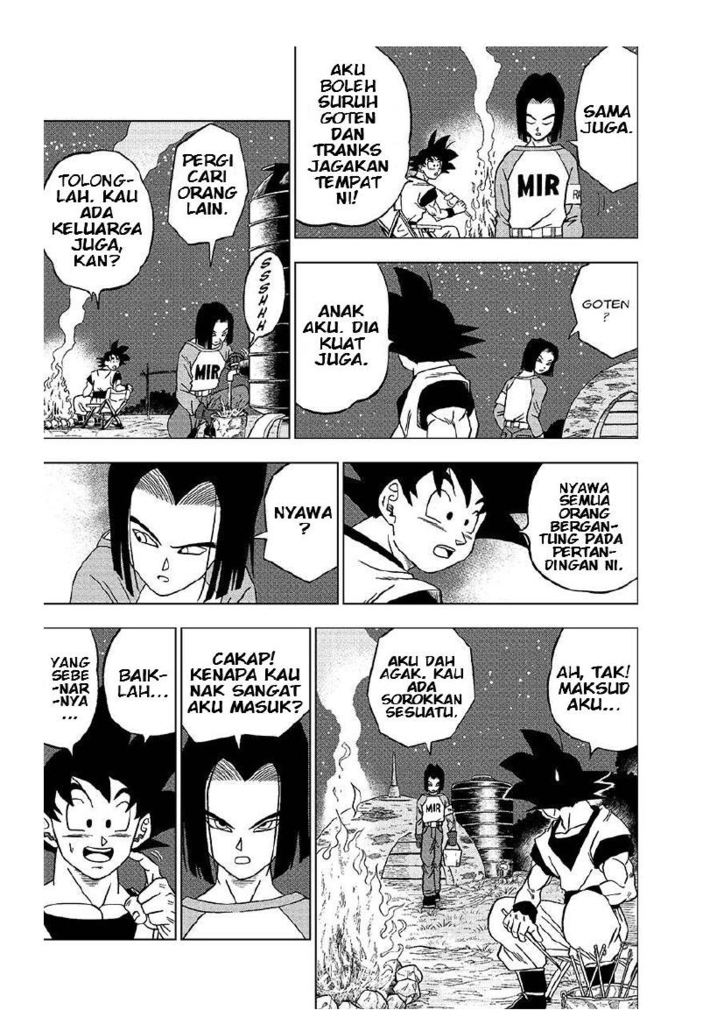 SAMA
JUGA.
AKU
BOLEH
SURUH
GOTEN
DAN
TRANKS
JAGAKAN
TEMPAT
NI!
MIR
RA
GOTEN
?
ANAK
AKU. DIA
KUAT
JUGA.
PERGI
CARI
ORANG
LAIN.
TOLONG-
LAH. KAU
ADA
KELUARGA
JUGA,
KAN?
SSSHHH
MIR
NYAWA
SEMUA
ORANG
BERGAN-
TUNG PADA
PERTAN-
DINGAN NI.
NYAWA
?
AH, TAK!
MAKSUD
AKU...
AKU DAH
AGAK. KAU
ADA
SOROKKAN
SESUATU.
MIR
CAKAP!
KENAPA KAU
NAK SANGAT
AKU MASUK?
BAIK-
LAH...
YANG
SEBE
-NAR
-NYA
...